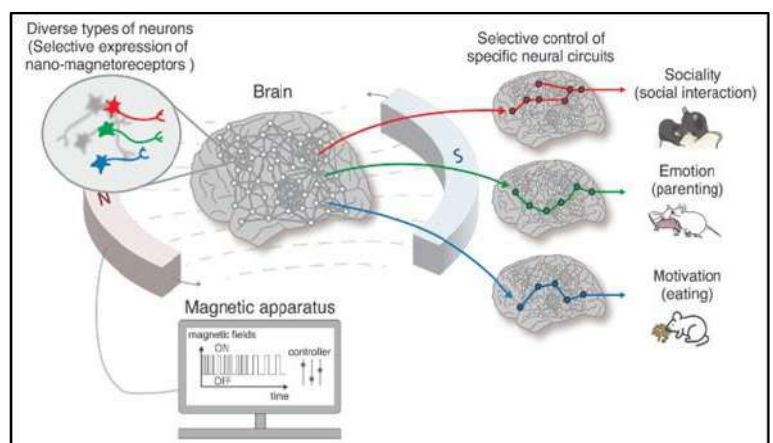 Diverse types of neurons
(Selective expression of
nano-magnetoreceptors )
Brain
N
S
Selective control of
specific neural circuits
Sociality
(social interaction)
Emotion
(parenting)
Motivation
(eating)
Magnetic apparatus
magnetic fields
ON
OFF
controller
time